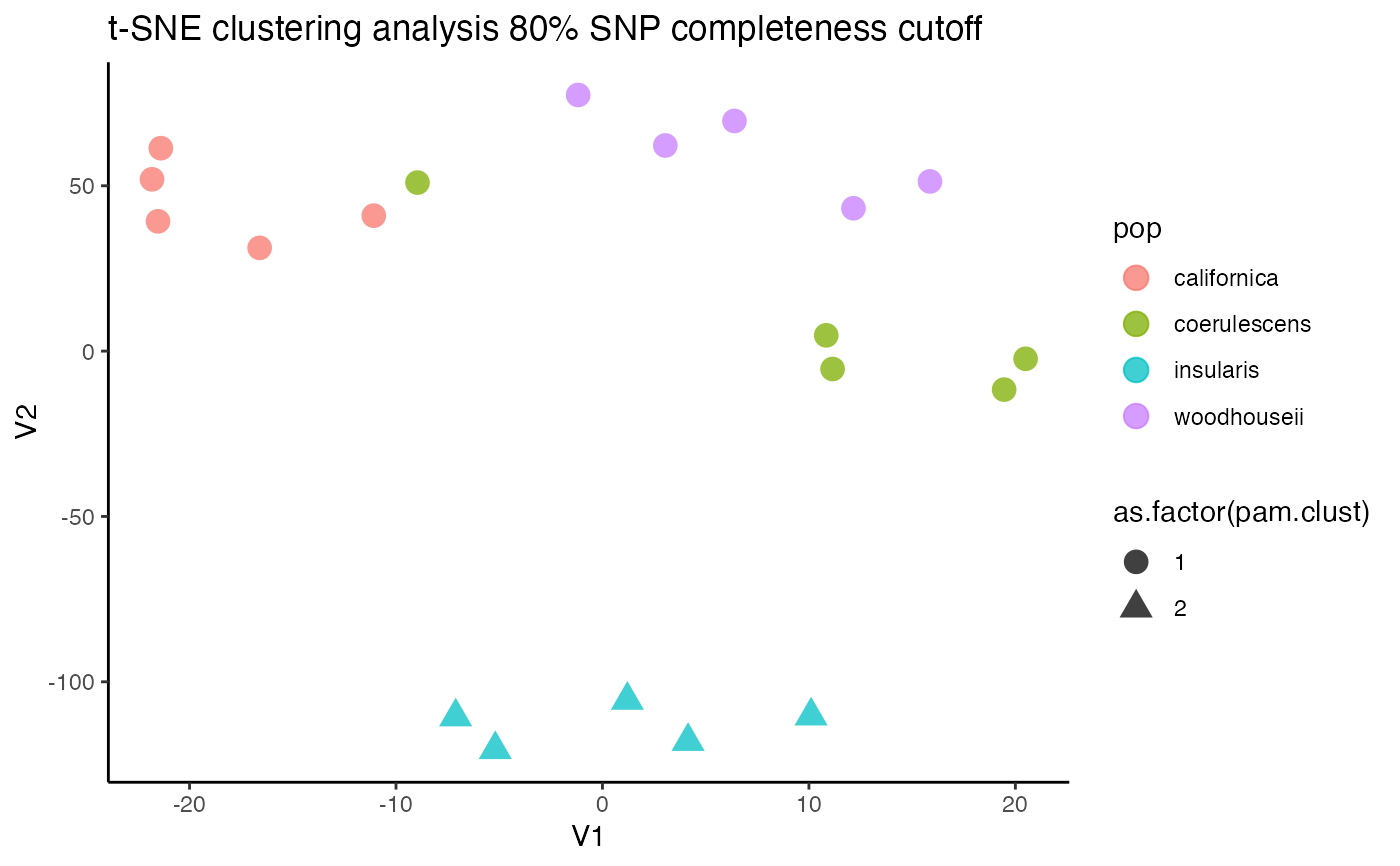 t-SNE clustering analysis 80% SNP completeness cutoff
V2
50
0
-50
-100
-20
-10
0
10
20
V1
pop
californica
coerulescens
insularis
woodhouseii
as.factor(pam.clust)
1
2